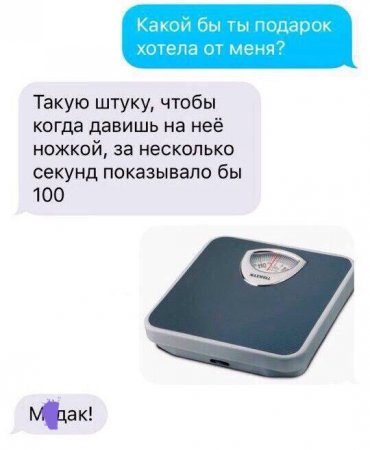 Какой бы ты подарок
хотела от меня?
Такую штуку, чтобы
когда давишь на неё
ножкой, за несколько
секунд показывало бы
100
MAXWELL
М дак!